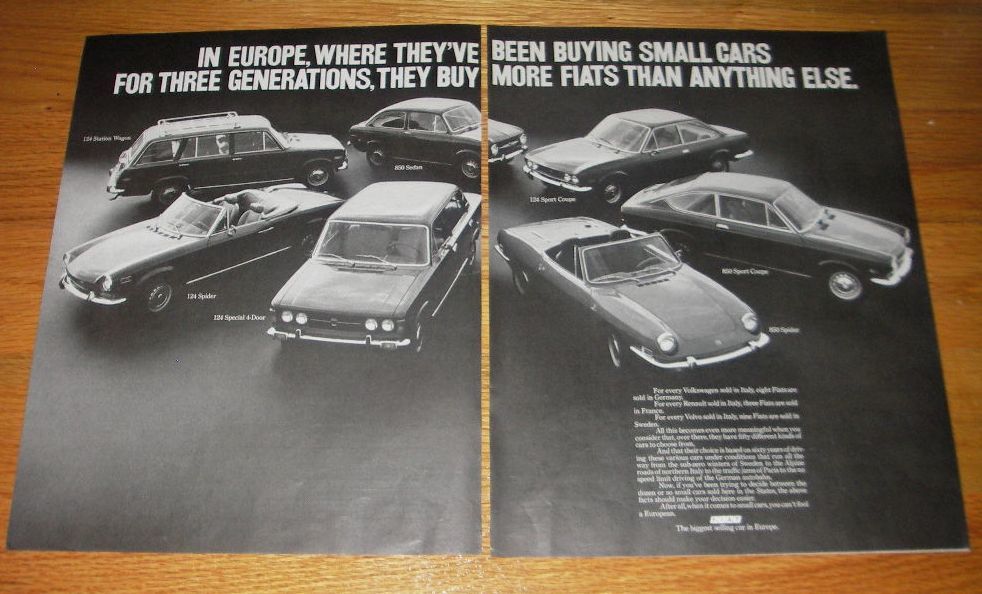 IN EUROPE, WHERE THEY'VE BEEN BUYING SMALL CARS
FOR THREE GENERATIONS, THEY BUY MORE FIATS THAN ANYTHING ELSE.
124 Station Wagon
850 Sedan
124 Sport Coupe
850 Sport Coupe
124 Spider
124 Special 4-Door
850 Spider
For every Volkswagen sold in Italy, eight Fiats are
sold in Germany.
For every Renault sold in Italy, three Fiats are sold
in France.
For every Volvo sold in Italy, nine Fiats are sold in
Sweden.
All this becomes even more meaningful when you
consider that, over there, they have fifty different kinds of
cars to choose from.
And that their choice is based on sixty years of driv-
ing these various cars under conditions that run all the
way from the sub-zero winters of Sweden to the Alpine
roads of northern Italy to the traffic jams of Paris to the no
speed limit driving of the German autobahn.
Now, if you've been trying to decide between the
dozen or so small cars sold here in the States, the above
facts should make your decision easier.
After all, when it comes to small cars, you can't fool
a European.
FIAT
The biggest selling car in Europe.